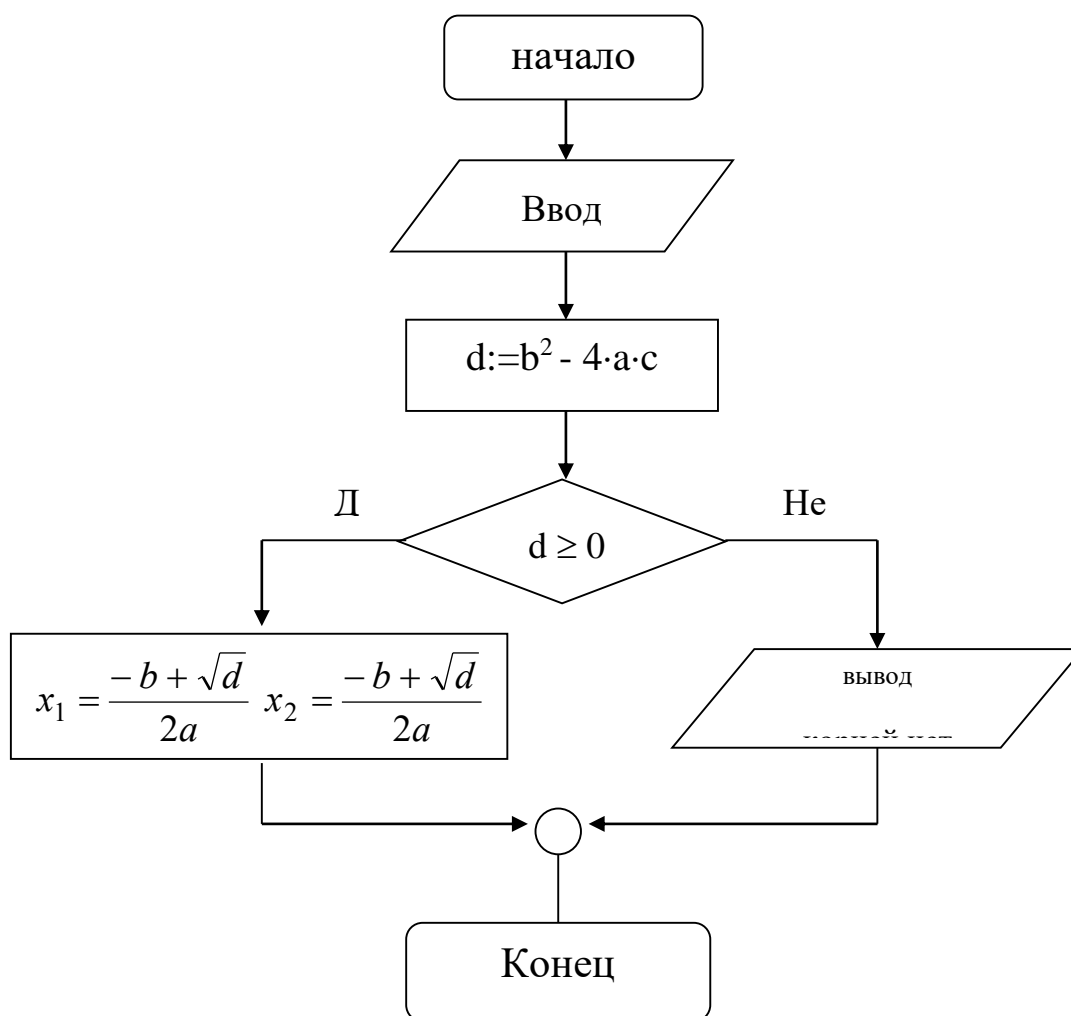 начало
Ввод
d:=b² - 4·a·c
Д
Не
d ≥ 0
x₁ = (-b + √d) / 2a x₂ = (-b + √d) / 2a
вывод
Конец